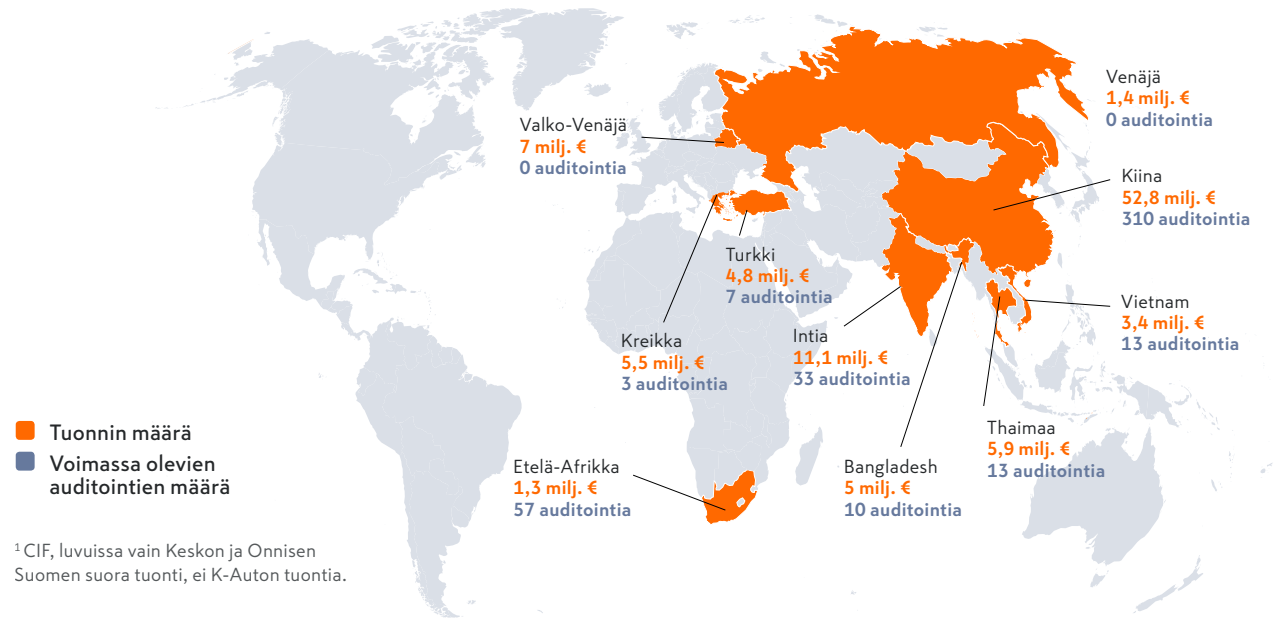 Venäjä
1,4 milj. €
0 auditointia
Valko-Venäjä
7 milj. €
0 auditointia
Kiina
52,8 milj. €
310 auditointia
Turkki
4,8 milj. €
7 auditointia
Vietnam
3,4 milj. €
13 auditointia
Kreikka
5,5 milj. €
3 auditointia
Intia
11,1 milj. €
33 auditointia
Thaimaa
5,9 milj. €
13 auditointia
Etelä-Afrikka
1,3 milj. €
57 auditointia
Bangladesh
5 milj. €
10 auditointia
Tuonnin määrä
Voimassa olevien
auditointien määrä
¹ CIF, luvuissa vain Keskon ja Onnisen
Suomen suora tuonti, ei K-Auton tuontia.